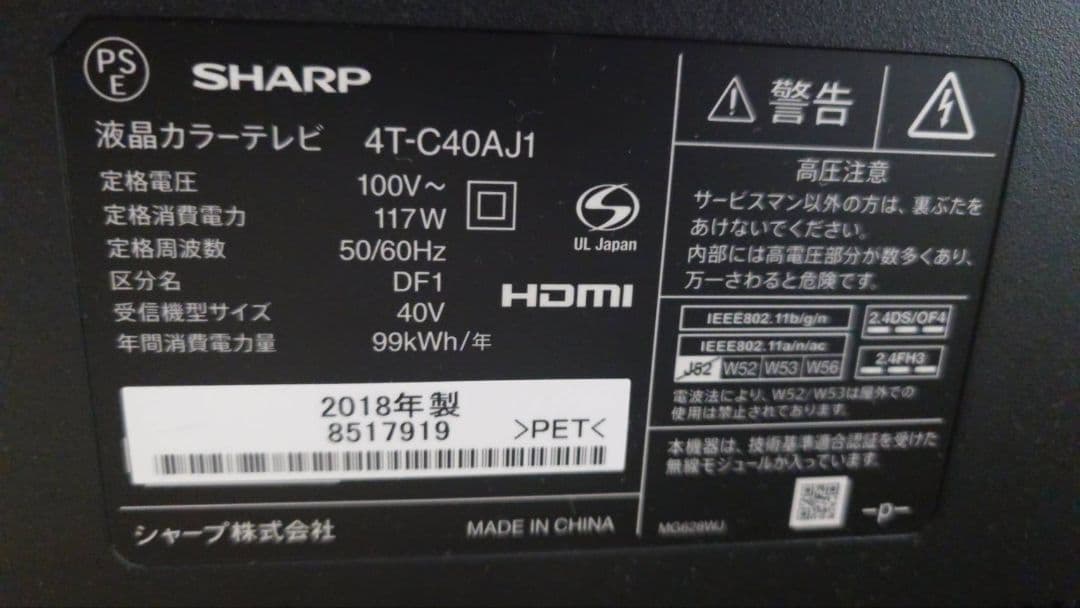 PS
E
SHARP
液晶カラーテレビ 4T-C40AJ1
定格電圧 100V～
定格消費電力 117W
定格周波数 50/60Hz
区分名 DF1
受信機型サイズ 40V
年間消費電力量 99kWh/年
UL Japan
HDMI
2018年製
8517919 >PET<
シャープ株式会社 MADE IN CHINA
警告
高圧注意
サービスマン以外の方は、裏ぶたを
あけないでください。
内部には高電圧部分が数多くあり、
万一さわると危険です。
IEEE802.11b/g/n
2.4DS/OF4
IEEE802.11a/n/ac
J52 W52 W53 W56
2.4FH3
電波法により、W52/W53は屋外での
使用は禁止されております。
本機器は、技術基準適合認証を受けた
無線モジュールが入っています。
MG628WJ
-p-